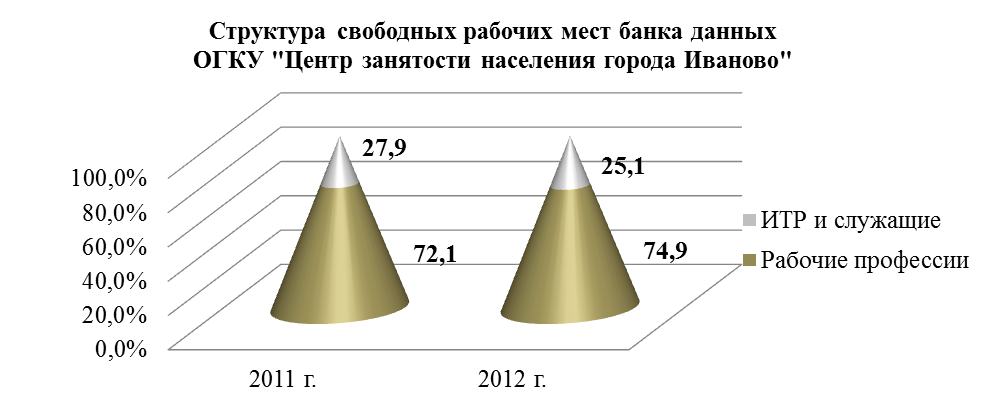 Структура свободных рабочих мест банка данных
ОГКУ "Центр занятости населения города Иваново"
27,9
25,1
100,0%
80,0%
60,0%
40,0%
20,0%
0,0%
72,1
74,9
ИТР и служащие
Рабочие профессии
2011 г.
2012 г.